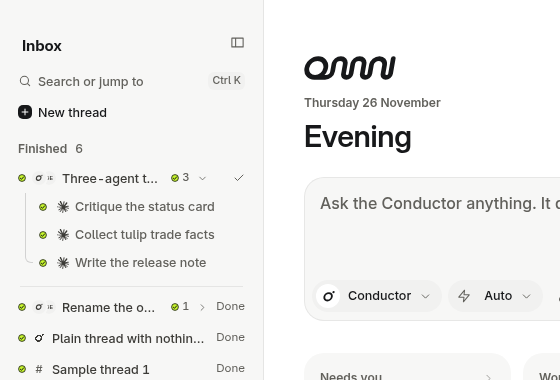 Inbox
Search or jump to Ctrl K
New thread
Finished 6
Three-agent t... 3
Critique the status card
Collect tulip trade facts
Write the release note
Rename the o... 1 Done
Plain thread with nothin... Done
# Sample thread 1 Done
omni
Thursday 26 November
Evening
Ask the Conductor anything. It
Conductor Auto
Needs you